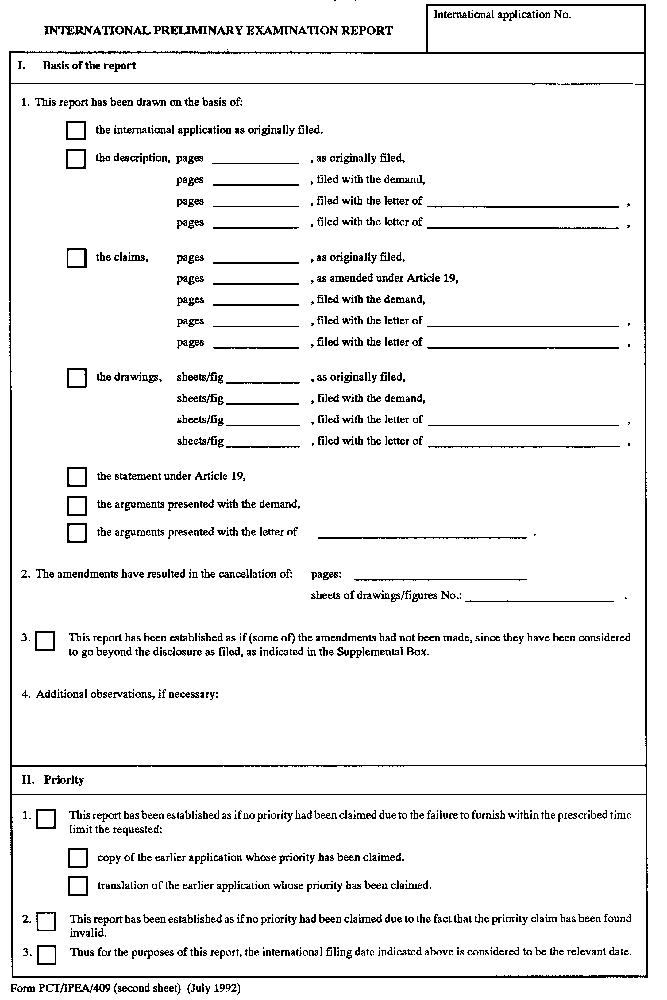 International application No.
INTERNATIONAL PRELIMINARY EXAMINATION REPORT
I. Basis of the report
1. This report has been drawn on the basis of:
the international application as originally filed.
the description, pages ____________ , as originally filed,
pages ____________ , filed with the demand,
pages ____________ , filed with the letter of ____________ ,
pages ____________ , filed with the letter of ____________ ,
the claims, pages ____________ , as originally filed,
pages ____________ , as amended under Article 19,
pages ____________ , filed with the demand,
pages ____________ , filed with the letter of ____________ ,
pages ____________ , filed with the letter of ____________ ,
the drawings, sheets/fig ____________ , as originally filed,
sheets/fig ____________ , filed with the demand,
sheets/fig ____________ , filed with the letter of ____________ ,
sheets/fig ____________ , filed with the letter of ____________ ,
the statement under Article 19,
the arguments presented with the demand,
the arguments presented with the letter of ____________ .
2. The amendments have resulted in the cancellation of: pages: ____________
sheets of drawings/figures No.: ____________ .
3. This report has been established as if (some of) the amendments had not been made, since they have been considered
to go beyond the disclosure as filed, as indicated in the Supplemental Box.
4. Additional observations, if necessary:
II. Priority
1. This report has been established as if no priority had been claimed due to the failure to furnish within the prescribed time
limit the requested:
copy of the earlier application whose priority has been claimed.
translation of the earlier application whose priority has been claimed.
2. This report has been established as if no priority had been claimed due to the fact that the priority claim has been found
invalid.
3. Thus for the purposes of this report, the international filing date indicated above is considered to be the relevant date.
Form PCT/IPEA/409 (second sheet) (July 1992)